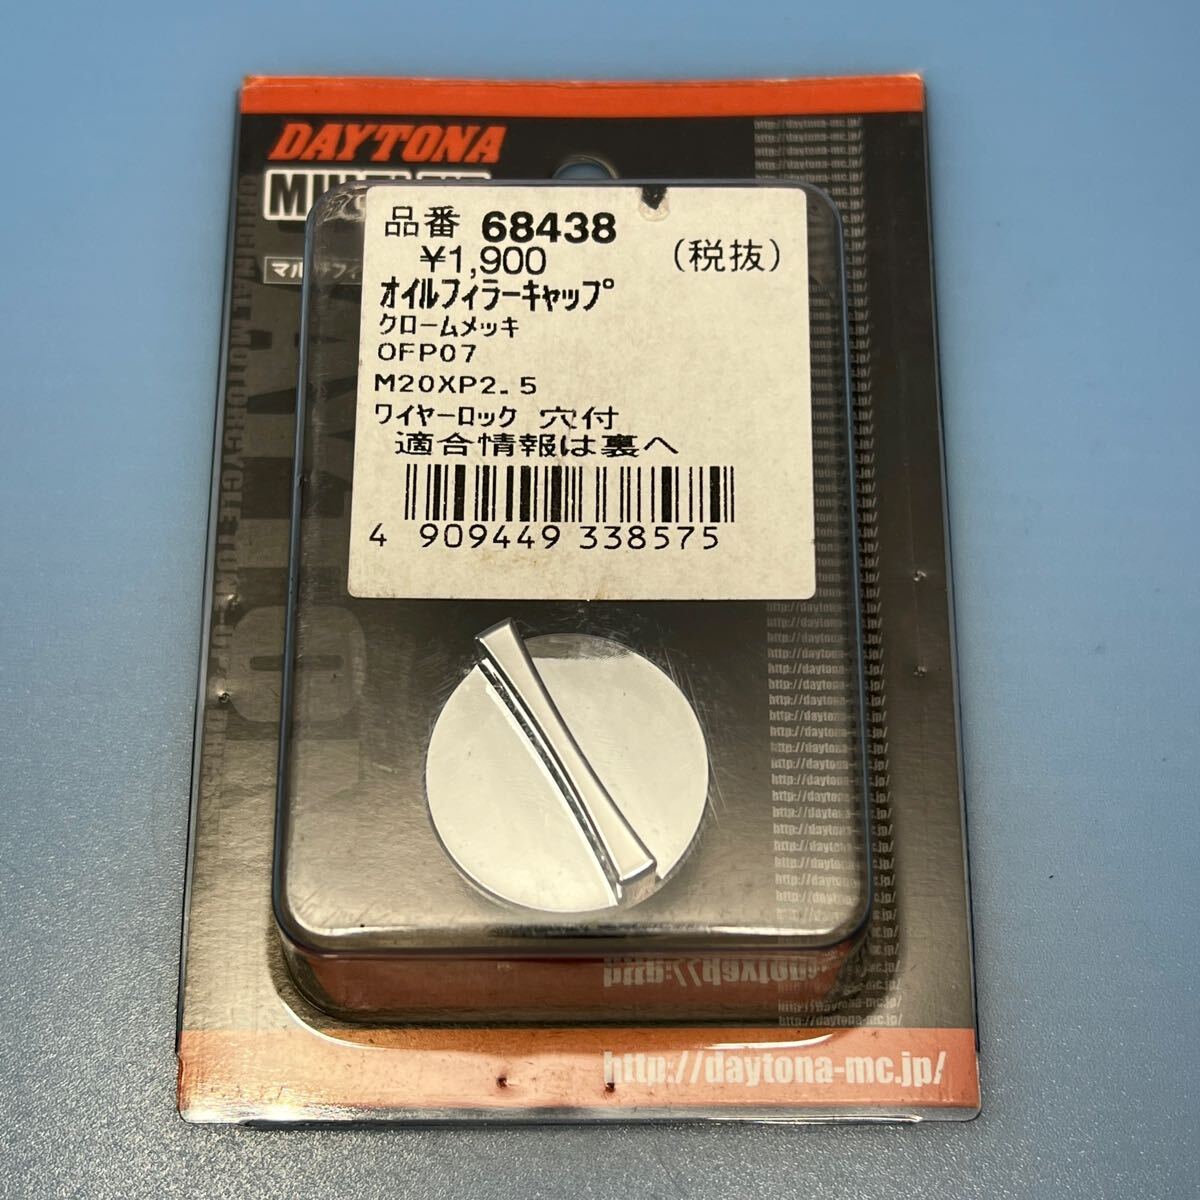 DAYTONA
品番 68438
¥1,900 (税抜)
オイルフィラーキャップ
クロームメッキ
OFP07
M20XP2.5
ワイヤーロック 穴付
適合情報は裏へ
4 909449 338575
http://daytona-mc.jp/